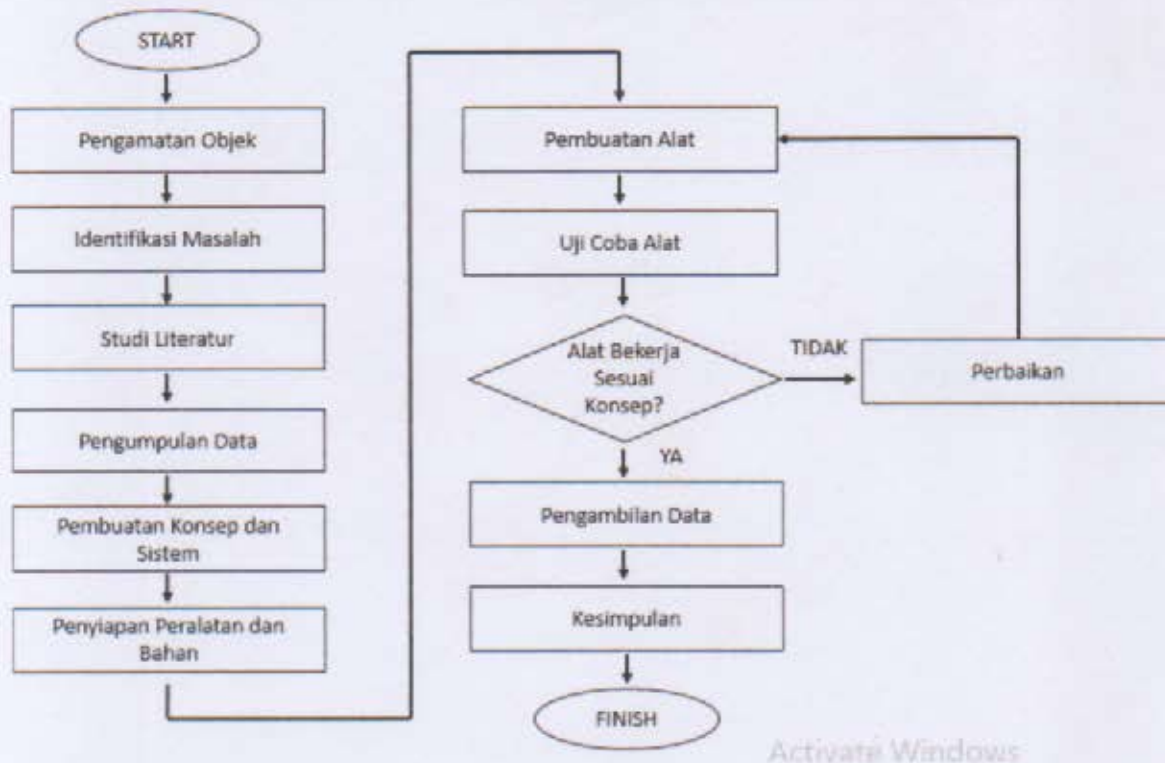 START
Pengamatan Objek
Identifikasi Masalah
Studi Literatur
Pengumpulan Data
Pembuatan Konsep dan
Sistem
Penyiapan Peralatan dan
Bahan
Pembuatan Alat
Uji Coba Alat
Alat Bekerja
Sesuai
Konsep?
TIDAK
Perbaikan
YA
Pengambilan Data
Kesimpulan
FINISH
Activate Windows